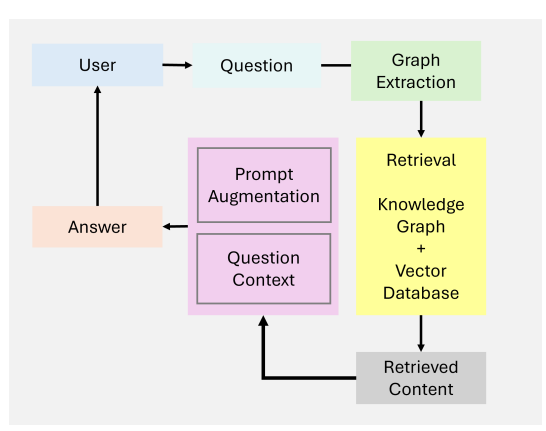 User
Question
Graph
Extraction
Prompt
Augmentation
Question
Context
Retrieval
Knowledge
Graph
+
Vector
Database
Answer
Retrieved
Content